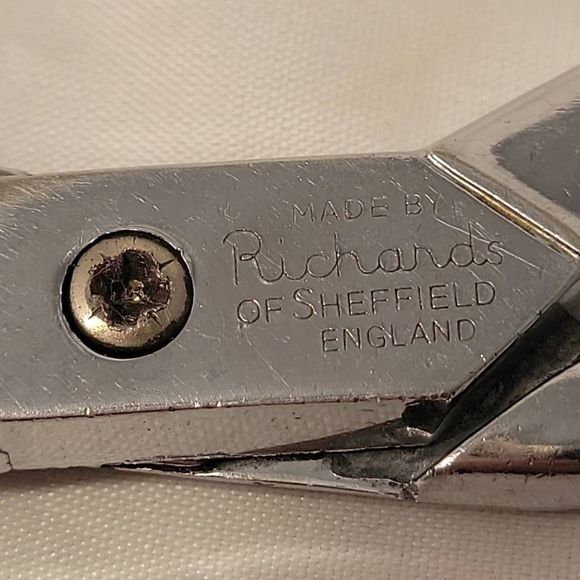 MADE BY
Richards
OF SHEFFIELD
ENGLAND